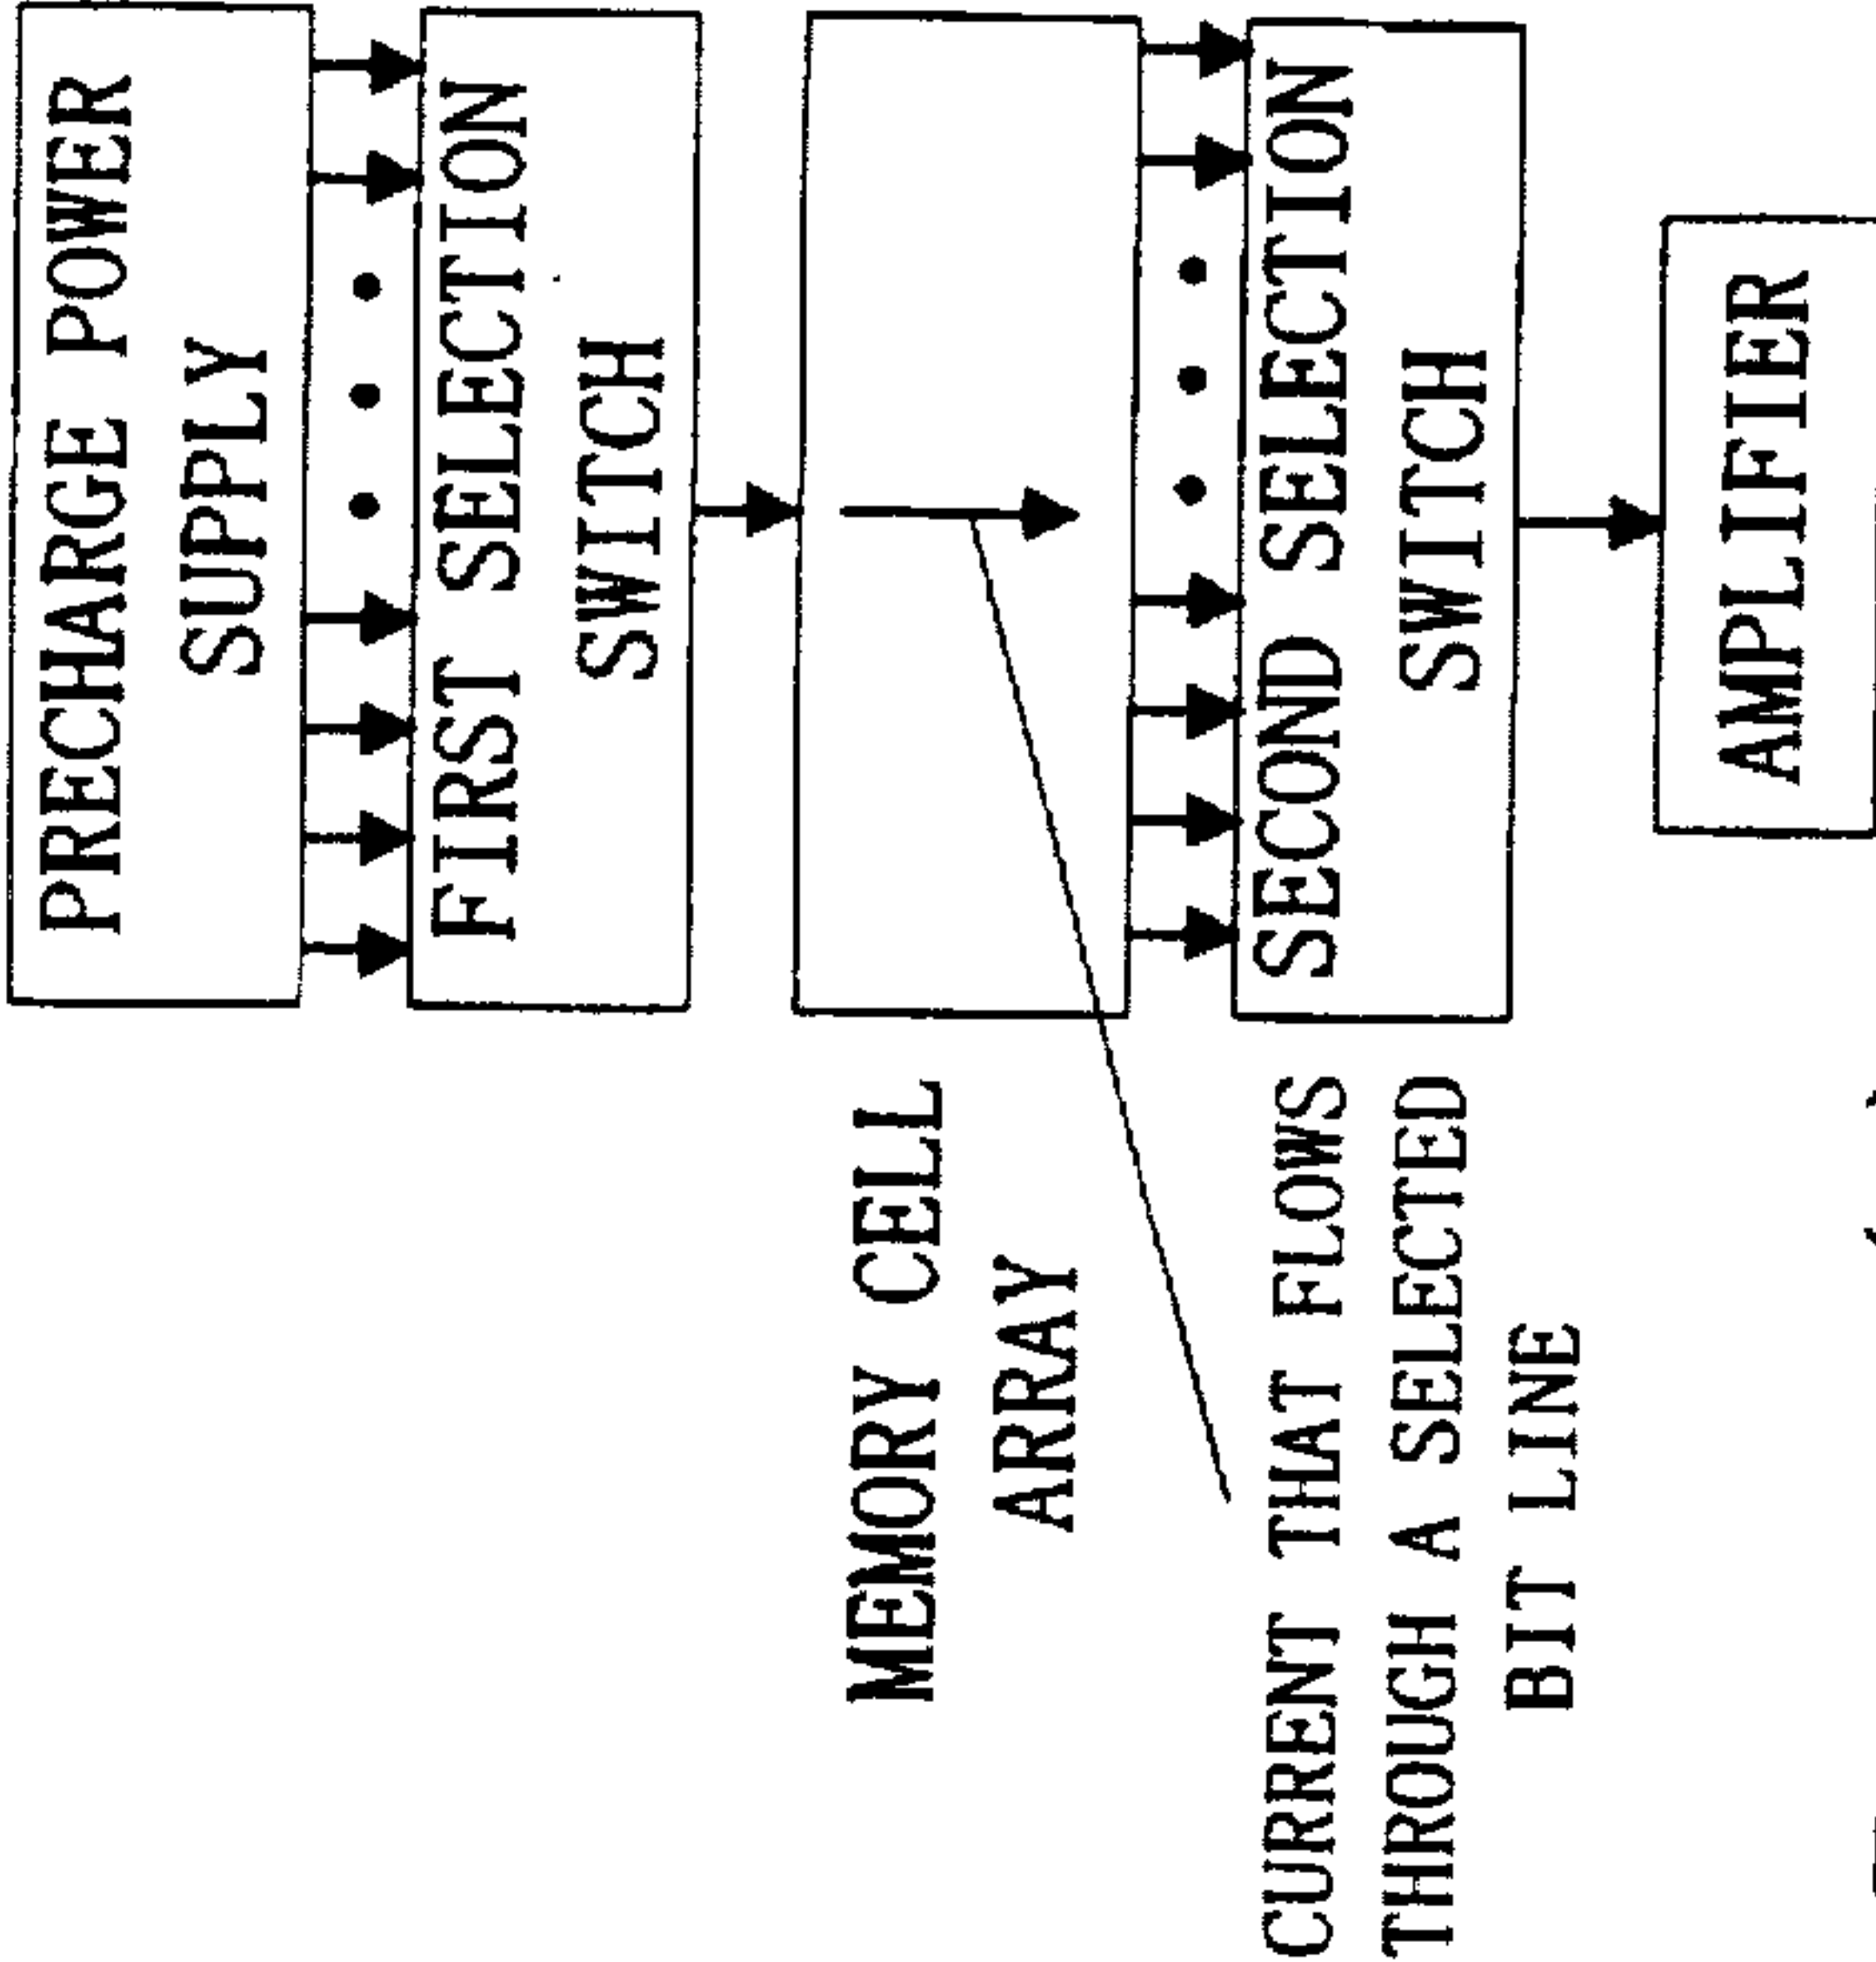 PRECHARGE POWER
SUPPLY
FIRST SELECTION
SWITCH
MEMORY CELL
ARRAY
SECOND SELECTION
SWITCH
CURRENT THAT FLOWS
THROUGH A SELECTED
BIT LINE
AMPLIFIER